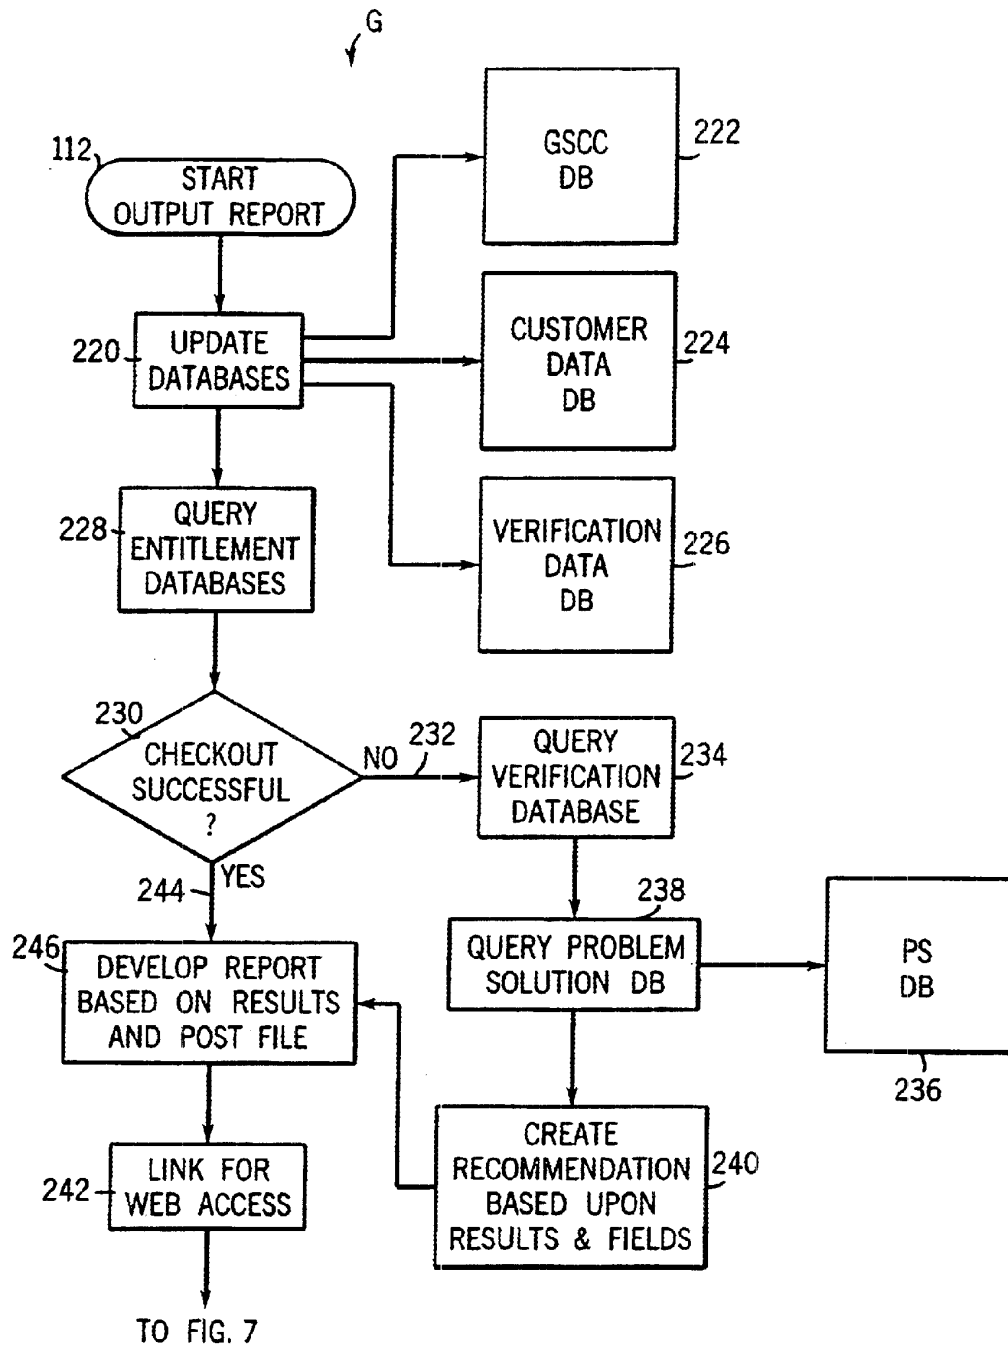 G
112
START
OUTPUT REPORT
GSCC
DB
222
220
UPDATE
DATABASES
CUSTOMER
DATA
DB
224
228
QUERY
ENTITLEMENT
DATABASES
VERIFICATION
DATA
DB
226
230
CHECKOUT
SUCCESSFUL
?
NO
232
QUERY
VERIFICATION
DATABASE
234
244
YES
238
QUERY PROBLEM
SOLUTION DB
PS
DB
236
246
DEVELOP REPORT
BASED ON RESULTS
AND POST FILE
CREATE
RECOMMENDATION
BASED UPON
RESULTS & FIELDS
240
242
LINK FOR
WEB ACCESS
TO FIG. 7